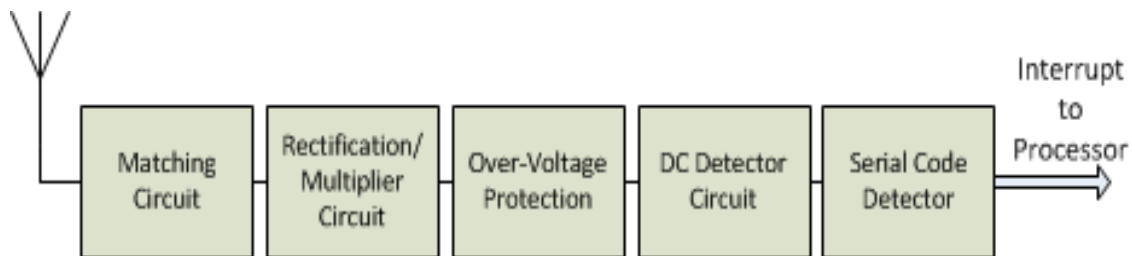 Matching
Circuit
Rectification/
Multiplier
Circuit
Over-Voltage
Protection
DC Detector
Circuit
Serial Code
Detector
Interrupt
to
Processor